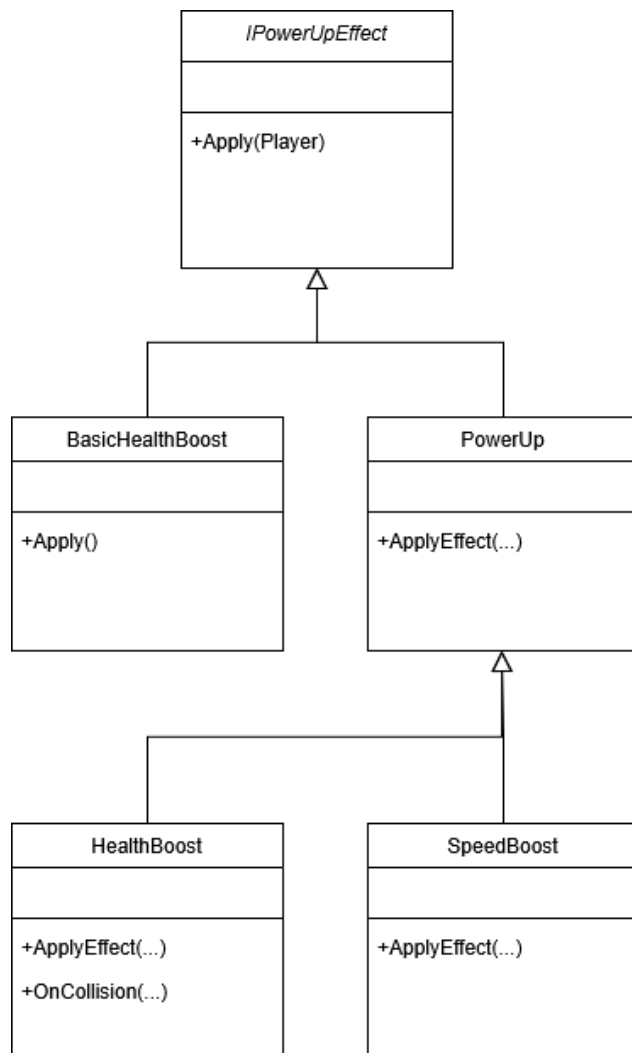 IPowerUpEffect
+Apply(Player)
BasicHealthBoost
+Apply()
PowerUp
+ApplyEffect(...)
HealthBoost
+ApplyEffect(...)
+OnCollision(...)
SpeedBoost
+ApplyEffect(...)